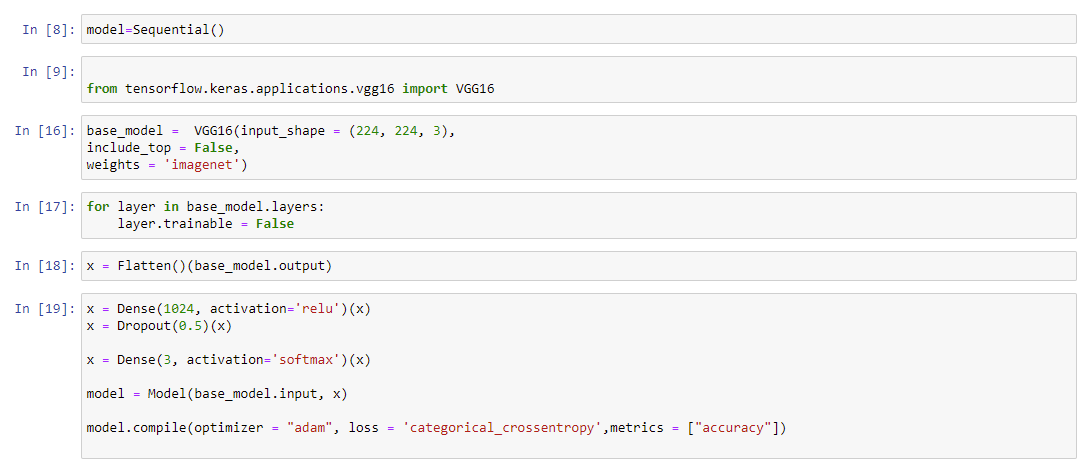 In [8]: model=Sequential()
In [9]:
from tensorflow.keras.applications.vgg16 import VGG16
In [16]: base_model =  VGG16(input_shape = (224, 224, 3),
include_top = False,
weights = 'imagenet')
In [17]: for layer in base_model.layers:
    layer.trainable = False
In [18]: x = Flatten()(base_model.output)
In [19]: x = Dense(1024, activation='relu')(x)
x = Dropout(0.5)(x)
x = Dense(3, activation='softmax')(x)
model = Model(base_model.input, x)
model.compile(optimizer = "adam", loss = 'categorical_crossentropy',metrics = ["accuracy"])